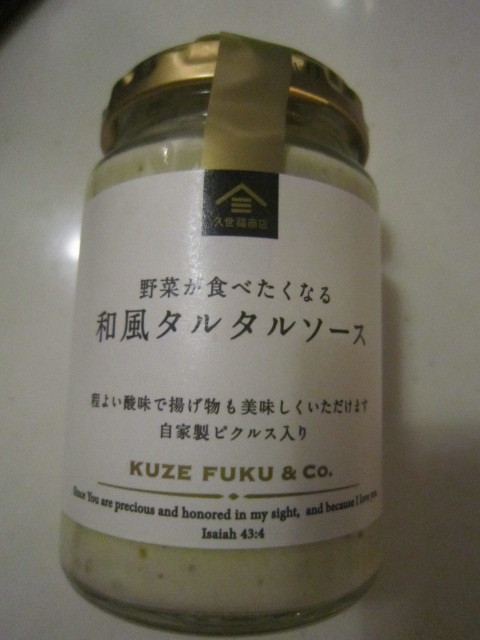 久世福商店
野菜が食べたくなる
和風タルタルソース
程よい酸味で揚げ物も美味しくいただけます
自家製ピクルス入り
KUZE FUKU & Co.
Since You are precious and honored in my sight, and because I love you,
Isaiah 43:4